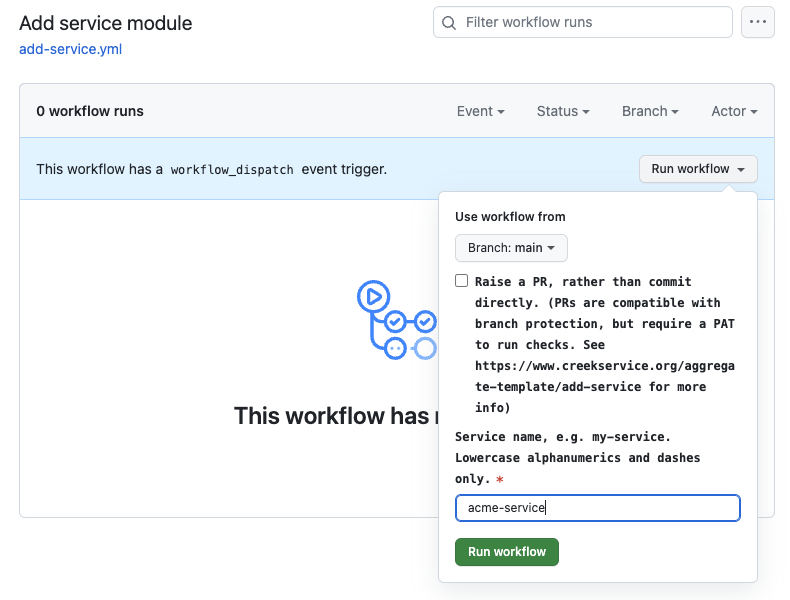 Add service module
Filter workflow runs
add-service.yml
0 workflow runs
Event
Status
Branch
Actor
This workflow has a workflow_dispatch event trigger.
Run workflow
Use workflow from
Branch: main
Raise a PR, rather than commit
directly. (PRs are compatible with
branch protection, but require a PAT
to run checks. See
https://www.creekservice.org/aggrega
te-template/add-service for more
info)
This workflow has
Service name, e.g. my-service.
Lowercase alphanumerics and dashes
only. *
acme-service
Run workflow